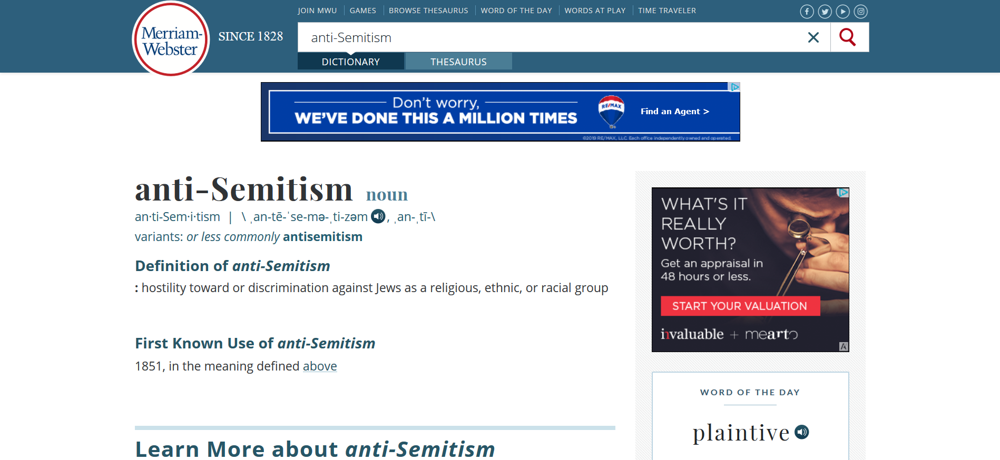 JOIN MWU GAMES BROWSE THESAURUS WORD OF THE DAY WORDS AT PLAY TIME TRAVELER
Merriam-
Webster
SINCE 1828
anti-Semitism
DICTIONARY THESAURUS
Don't worry,
WE'VE DONE THIS A MILLION TIMES
RE/MAX
Find an Agent >
©2019 RE/MAX, LLC. Each office independently owned and operated.
anti-Semitism noun
an·ti-Sem·i·tism | \ ˌan-tē-ˈse-mə-ˌti-zəm , ˌan-ˌtī-\
variants: or less commonly antisemitism
Definition of anti-Semitism
: hostility toward or discrimination against Jews as a religious, ethnic, or racial group
First Known Use of anti-Semitism
1851, in the meaning defined above
Learn More about anti-Semitism
WHAT'S IT
REALLY
WORTH?
Get an appraisal in
48 hours or less.
START YOUR VALUATION
invaluable + mearto
WORD OF THE DAY
plaintive